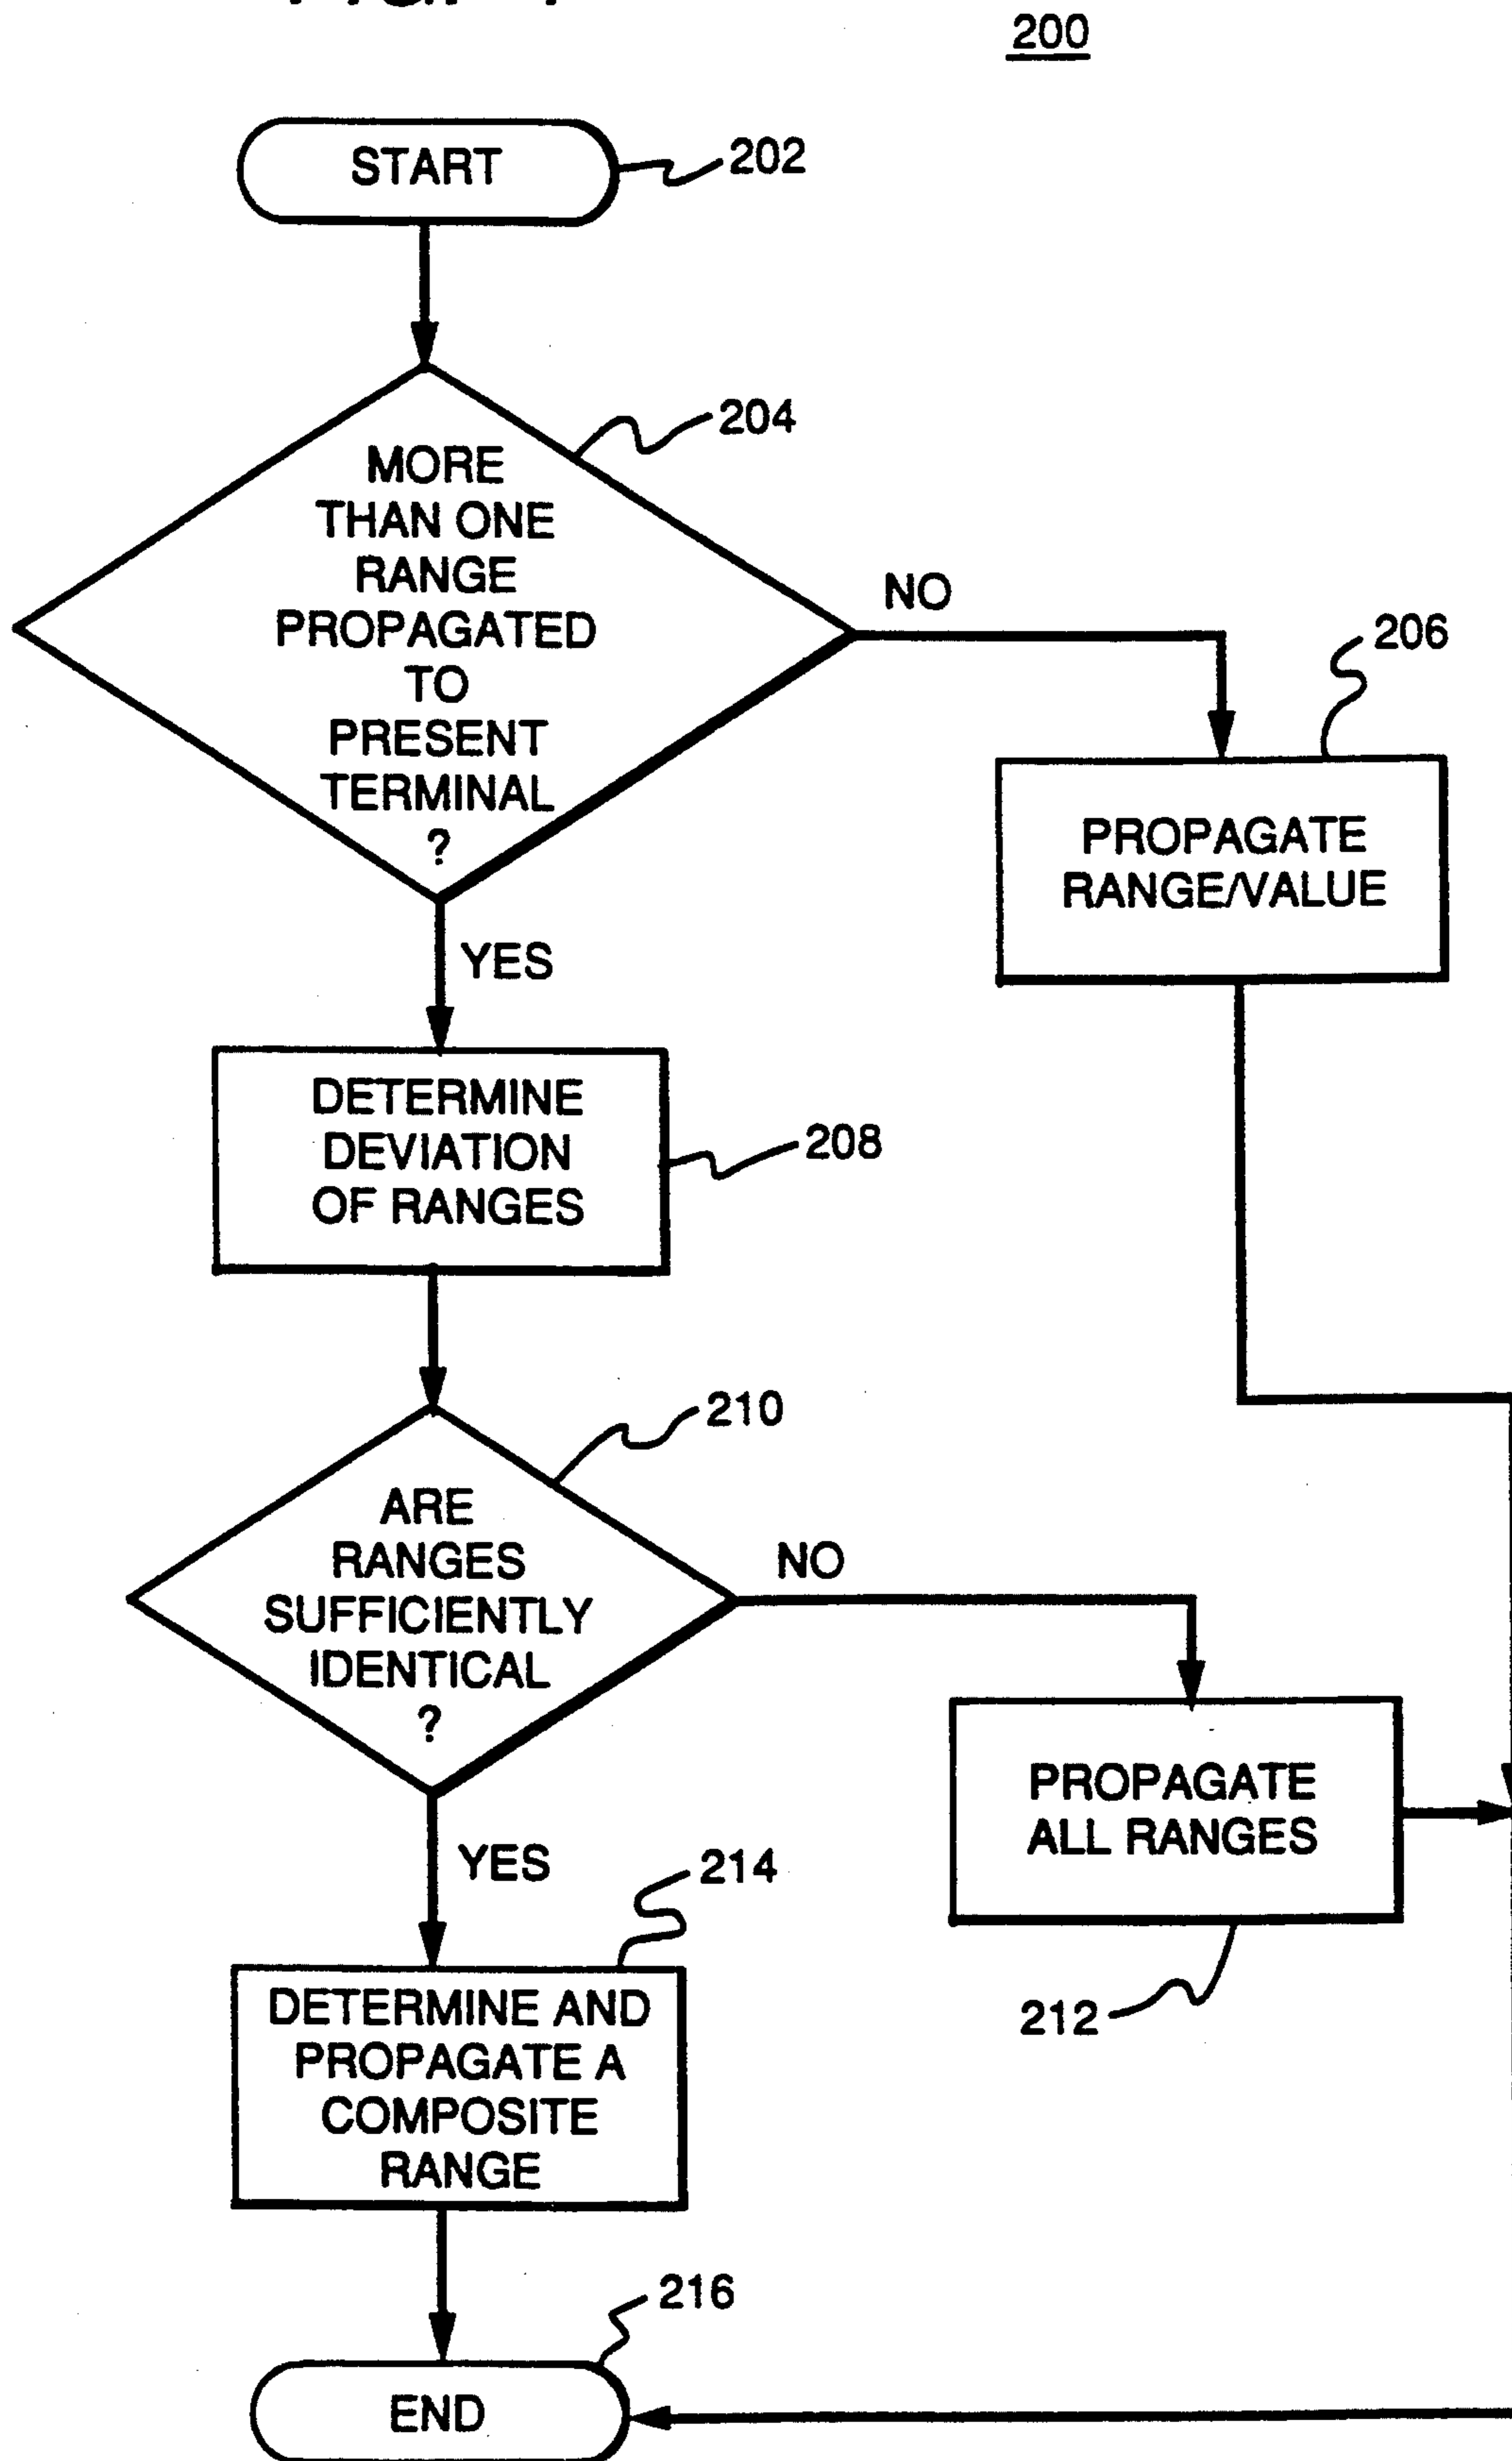 200
START
202
204
MORE
THAN ONE
RANGE
PROPAGATED
TO
PRESENT
TERMINAL
?
NO
206
PROPAGATE
RANGE/VALUE
YES
DETERMINE
DEVIATION
OF RANGES
208
210
ARE
RANGES
SUFFICIENTLY
IDENTICAL
?
NO
PROPAGATE
ALL RANGES
212
YES
214
DETERMINE AND
PROPAGATE A
COMPOSITE
RANGE
216
END